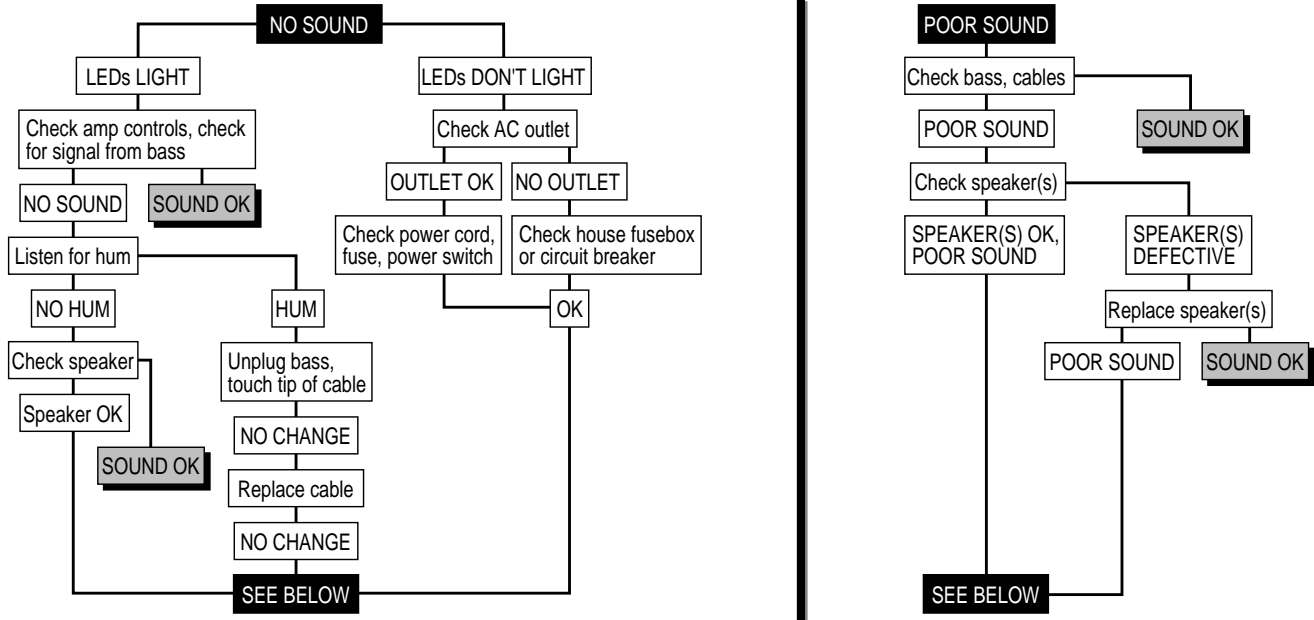 NO SOUND
LEDs LIGHT
LEDs DON'T LIGHT
Check amp controls, check
for signal from bass
Check AC outlet
NO SOUND
SOUND OK
OUTLET OK
NO OUTLET
Listen for hum
Check power cord,
fuse, power switch
Check house fusebox
or circuit breaker
NO HUM
HUM
OK
Check speaker
Unplug bass,
touch tip of cable
Speaker OK
NO CHANGE
SOUND OK
Replace cable
NO CHANGE
SEE BELOW
POOR SOUND
Check bass, cables
POOR SOUND
SOUND OK
Check speaker(s)
SPEAKER(S) OK,
POOR SOUND
SPEAKER(S)
DEFECTIVE
Replace speaker(s)
POOR SOUND
SOUND OK
SEE BELOW